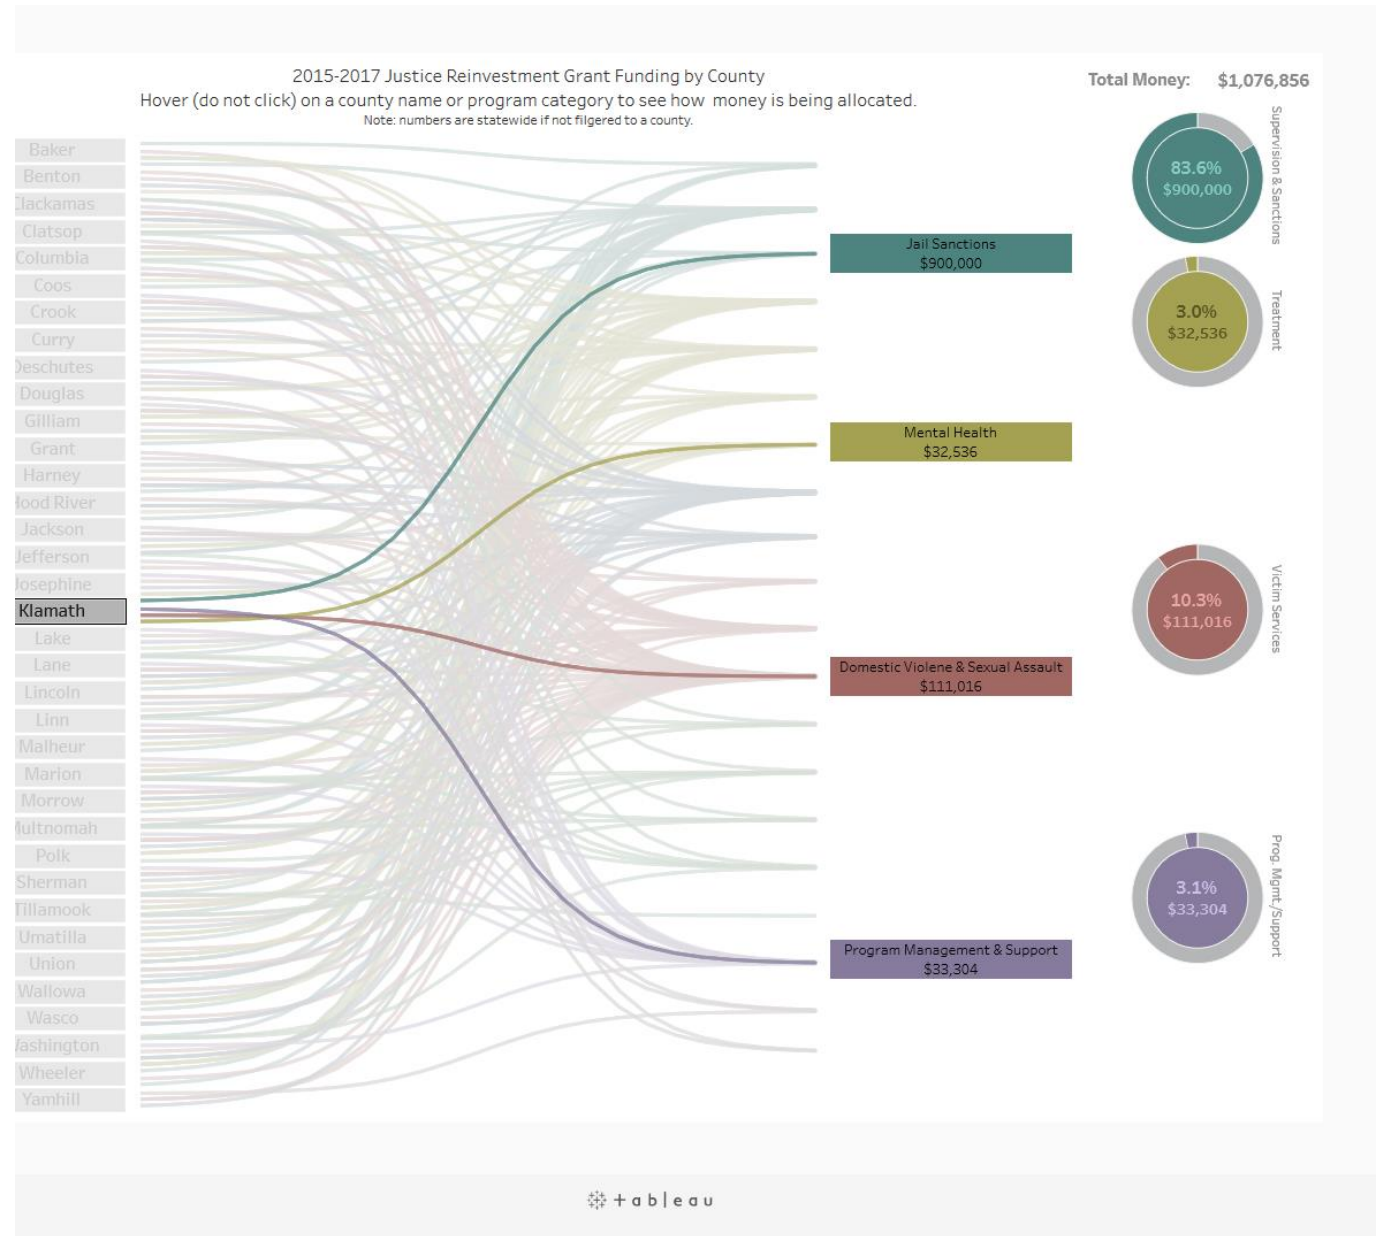 2015-2017 Justice Reinvestment Grant Funding by County
Hover (do not click) on a county name or program category to see how money is being allocated.
Note: numbers are statewide if not filgered to a county.
Total Money: $1,076,856
Baker
Benton
Clackamas
Clatsop
Columbia
Coos
Crook
Curry
Deschutes
Douglas
Gilliam
Grant
Harney
Hood River
Jackson
Jefferson
Josephine
Klamath
Lake
Lane
Lincoln
Linn
Malheur
Marion
Morrow
Multnomah
Polk
Sherman
Tillamook
Umatilla
Union
Wallowa
Wasco
Washington
Wheeler
Yamhill
Jail Sanctions
$900,000
Mental Health
$32,536
Domestic Violene & Sexual Assault
$111,016
Program Management & Support
$33,304
83.6%
$900,000
Supervision & Sanctions
3.0%
$32,536
Treatment
10.3%
$111,016
Victim Services
3.1%
$33,304
Prog. Mgmt./Support
+ableau